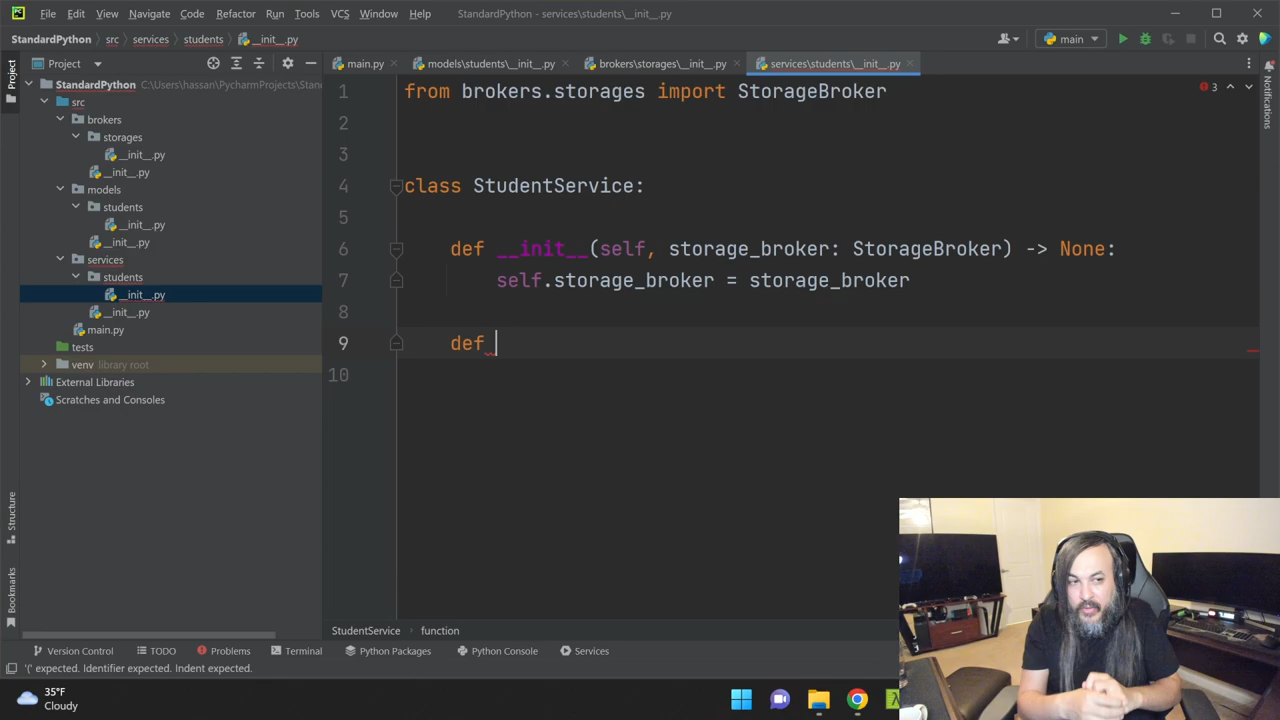 File Edit View Navigate Code Refactor Run Tools VCS Window Help StandardPython - services\students\__init__.py
StandardPython src services students __init__.py main
Project main.py models\students\__init__.py brokers\storages\__init__.py services\students\__init__.py
Project
StandardPython C:\Users\hassan\PycharmProjects\Stand
src
brokers
storages
__init__.py
__init__.py
models
students
__init__.py
__init__.py
services
students
__init__.py
__init__.py
main.py
tests
venv library root
External Libraries
Scratches and Consoles
Structure
Bookmarks
Notifications
3
1 from brokers.storages import StorageBroker
2
3
4 class StudentService:
5
6 def __init__(self, storage_broker: StorageBroker) -> None:
7 self.storage_broker = storage_broker
8
9 def
10
StudentService function
Version Control TODO Problems Terminal Python Packages Python Console Services
'(' expected. Identifier expected. Indent expected.
35°F
Cloudy